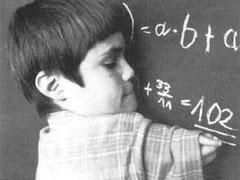 ) = a·b + a
+ 33/11 = 102